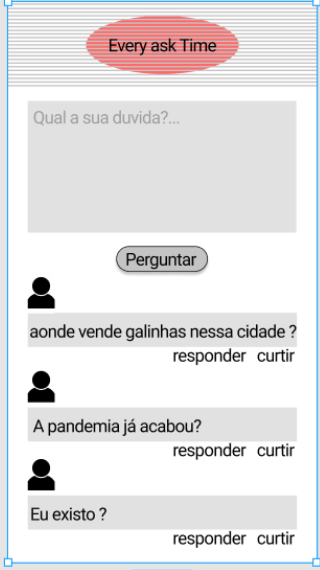 Every ask Time
Qual a sua duvida?...
Perguntar
aonde vende galinhas nessa cidade ?
responder curtir
A pandemia já acabou?
responder curtir
Eu existo ?
responder curtir